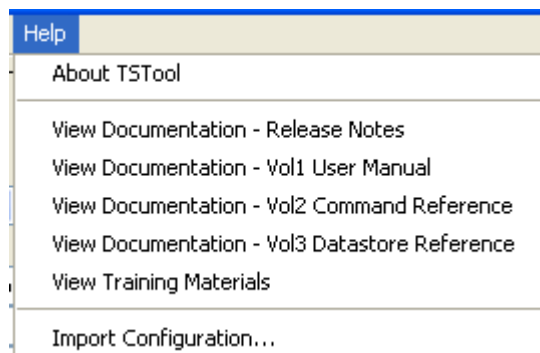 Help
About TSTool
View Documentation - Release Notes
View Documentation - Vol1 User Manual
View Documentation - Vol2 Command Reference
View Documentation - Vol3 Datastore Reference
View Training Materials
Import Configuration...